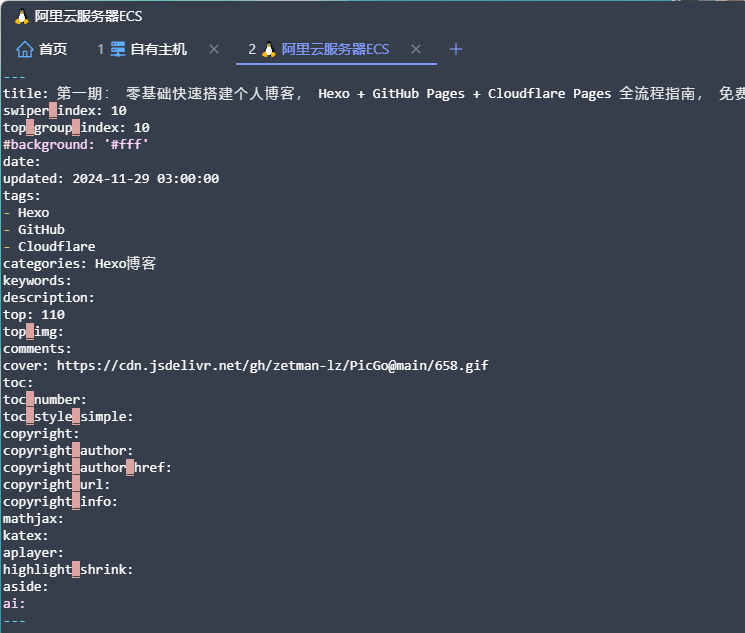 阿里云服务器ECS
首页 1 自有主机 × 2 阿里云服务器ECS × +
---
title: 第一期： 零基础快速搭建个人博客， Hexo + GitHub Pages + Cloudflare Pages 全流程指南， 免费
swiper_index: 10
top_group_index: 10
#background: '#fff'
date:
updated: 2024-11-29 03:00:00
tags:
- Hexo
- GitHub
- Cloudflare
categories: Hexo博客
keywords:
description:
top: 110
top_img:
comments:
cover: https://cdn.jsdelivr.net/gh/zetman-lz/PicGo@main/658.gif
toc:
toc_number:
toc_style_simple:
copyright:
copyright_author:
copyright_author_href:
copyright_url:
copyright_info:
mathjax:
katex:
aplayer:
highlight_shrink:
aside:
ai:
---